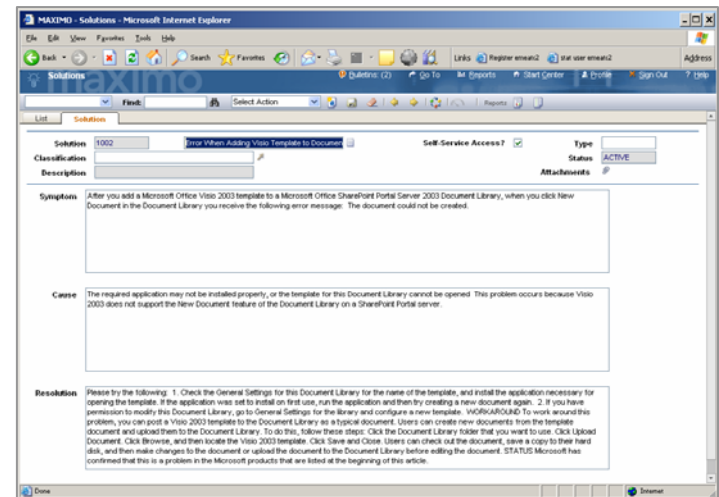 MAXIMO - Solutions - Microsoft Internet Explorer
File Edit View Favorites Tools Help
Back Search Favorites Links Register Address
Solutions maximo Bulletins: (2) Go To Reports Start Center Profile Sign Out ? Help
Find: Select Action Reports
List Solution
Solution 1002 Error When Adding Visio Template to Documen Self-Service Access? Type
Classification Status ACTIVE
Description Attachments
Symptom After you add a Microsoft Office Visio 2003 template to a Microsoft Office SharePoint Portal Server 2003 Document Library, when you click New
Document in the Document Library you receive the following error message: The document could not be created.
Cause The required application may not be installed properly, or the template for this Document Library cannot be opened This problem occurs because Visio
2003 does not support the New Document feature of the Document Library on a SharePoint Portal server.
Resolution Please try the following: 1. Check the General Settings for this Document Library for the name of the template, and install the application necessary for
opening the template. If the application was set to install on first use, run the application and then try creating a new document again. 2. If you have
permission to modify this Document Library, go to General Settings for the library and configure a new template. WORKAROUND To work around this
problem, you can post a Visio 2003 template to the Document Library as a typical document. Users can create new documents from the template
document and upload them to the Document Library. To do this, follow these steps: Click the Document Library folder that you want to use. Click Upload
Document. Click Browse, and then locate the Visio 2003 template. Click Save and Close. Users can check out the document, save a copy to their hard
disk, and then make changes to the document or upload the document to the Document Library before editing the document. STATUS Microsoft has
confirmed that this is a problem in the Microsoft products that are listed at the beginning of this article.
Done Internet